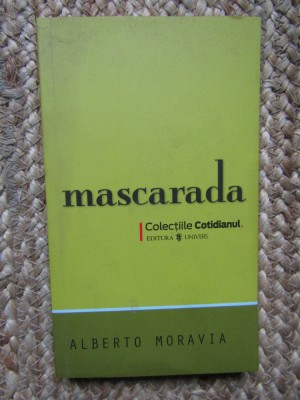 mascarada
Colecțiile Cotidianul.
EDITURA UNIVERS
ALBERTO MORAVIA